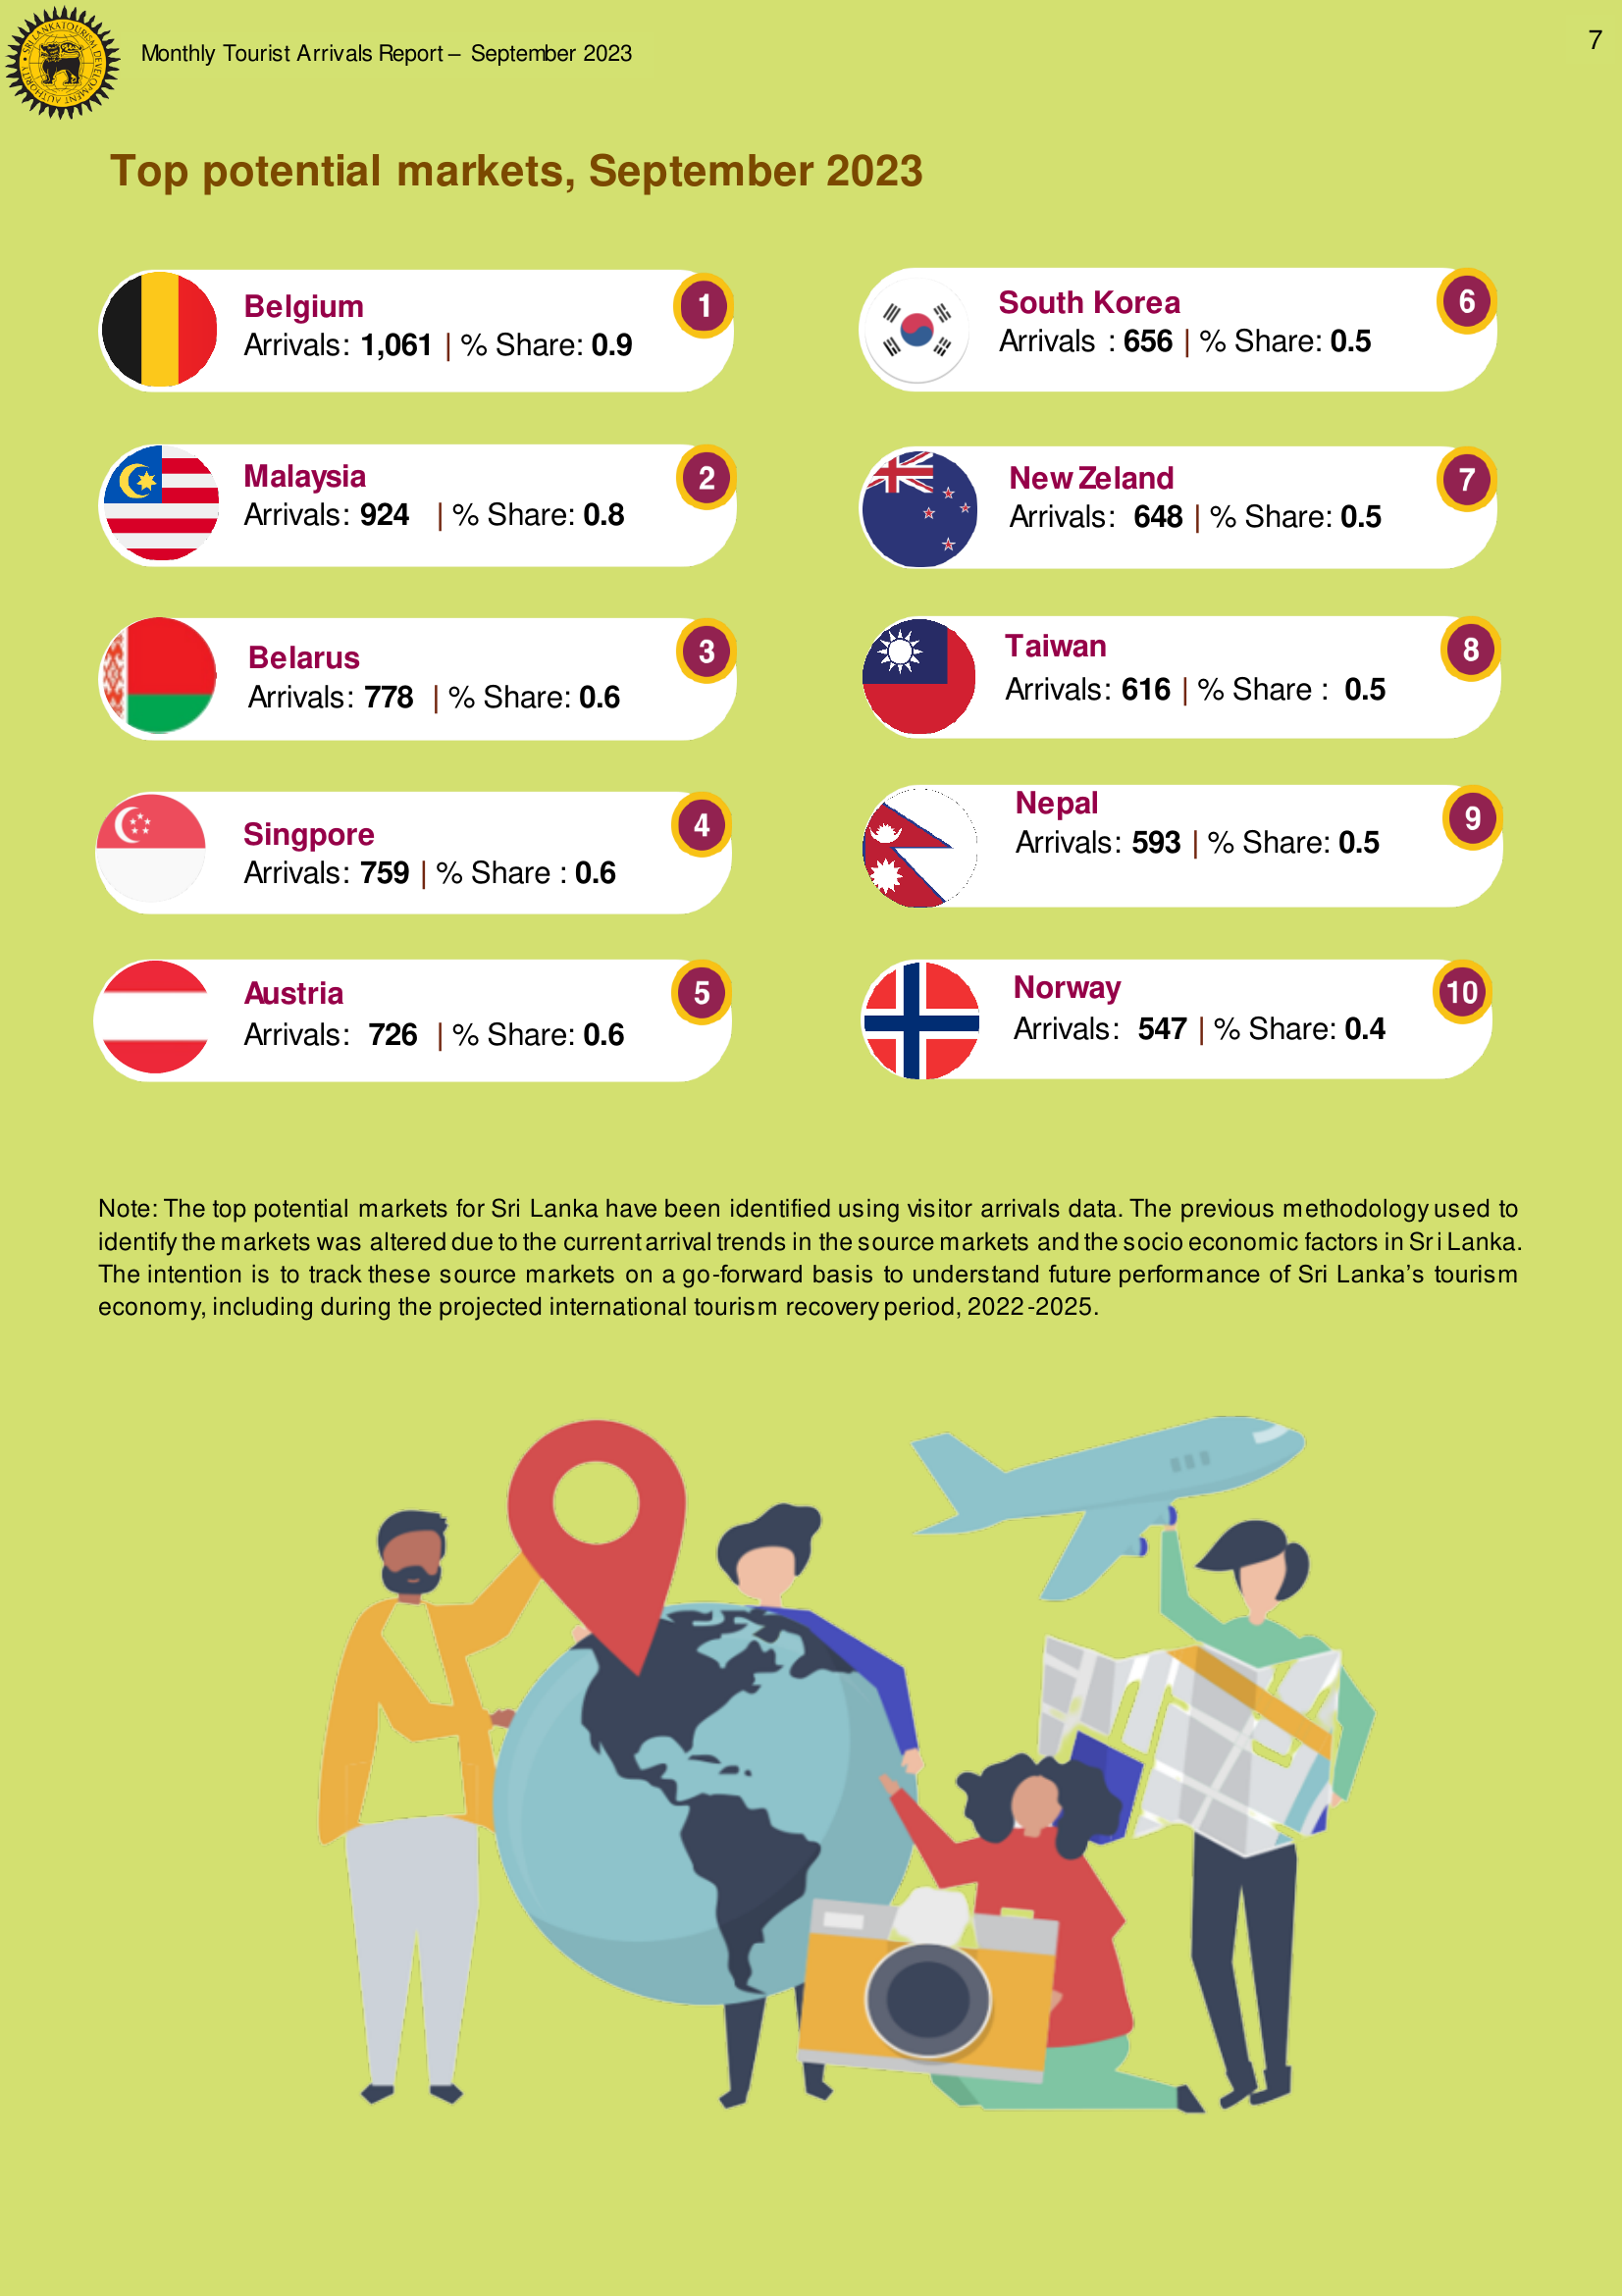 SRI LANKA TOURISM DEVELOPMENT AUTHORITY
Monthly Tourist Arrivals Report – September 2023
7
Top potential markets, September 2023
Belgium
Arrivals: 1,061 | % Share: 0.9
1
Malaysia
Arrivals: 924 | % Share: 0.8
2
Belarus
Arrivals: 778 | % Share: 0.6
3
Singpore
Arrivals: 759 | % Share : 0.6
4
Austria
Arrivals: 726 | % Share: 0.6
5
South Korea
Arrivals : 656 | % Share: 0.5
6
New Zeland
Arrivals: 648 | % Share: 0.5
7
Taiwan
Arrivals: 616 | % Share : 0.5
8
Nepal
Arrivals: 593 | % Share: 0.5
9
Norway
Arrivals: 547 | % Share: 0.4
10
Note: The top potential markets for Sri Lanka have been identified using visitor arrivals data. The previous methodology used to
identify the markets was altered due to the current arrival trends in the source markets and the socio economic factors in Sri Lanka.
The intention is to track these source markets on a go-forward basis to understand future performance of Sri Lanka’s tourism
economy, including during the projected international tourism recovery period, 2022-2025.